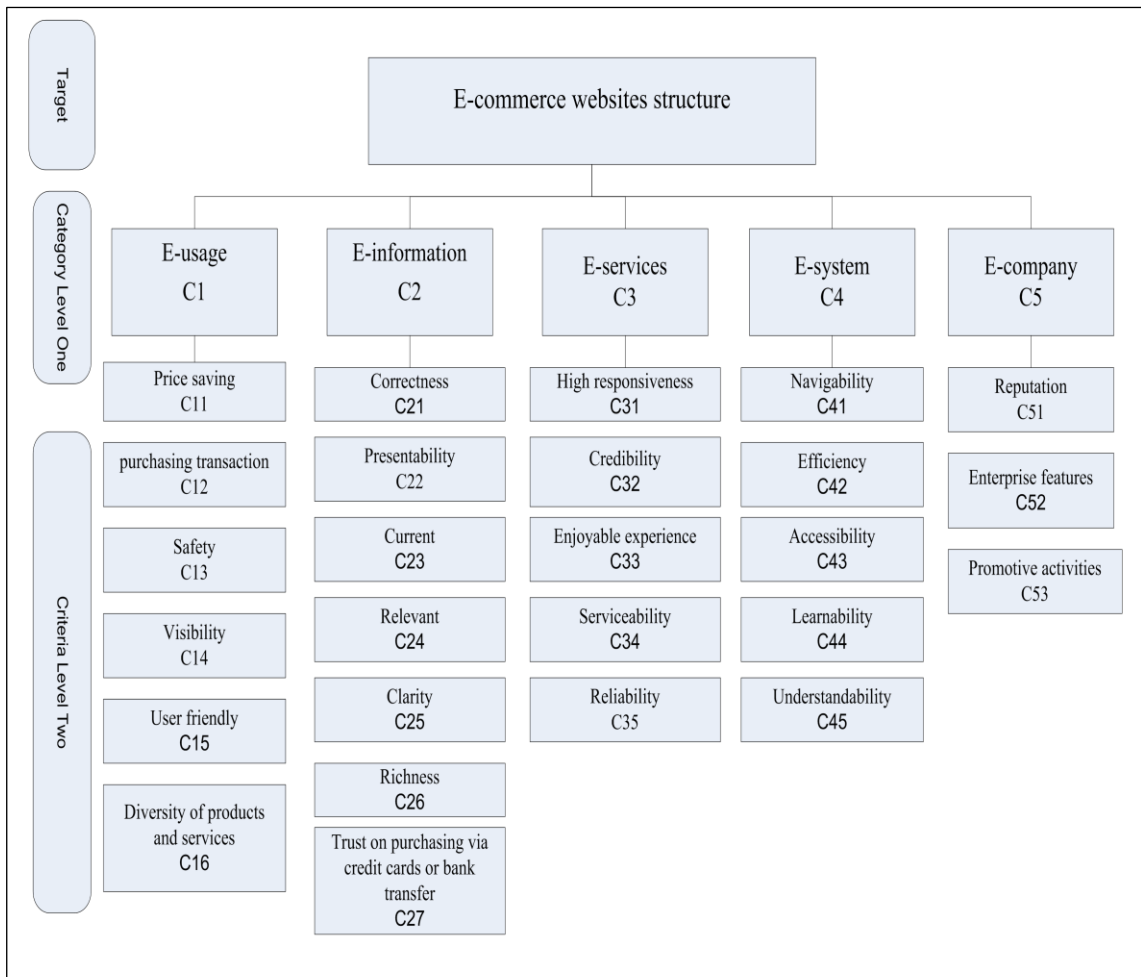 Target
E-commerce websites structure
Category Level One
E-usage
C1
E-information
C2
E-services
C3
E-system
C4
E-company
C5
Criteria Level Two
Price saving
C11
purchasing transaction
C12
Safety
C13
Visibility
C14
User friendly
C15
Diversity of products
and services
C16
Correctness
C21
Presentability
C22
Current
C23
Relevant
C24
Clarity
C25
Richness
C26
Trust on purchasing via
credit cards or bank
transfer
C27
High responsiveness
C31
Credibility
C32
Enjoyable experience
C33
Serviceability
C34
Reliability
C35
Navigability
C41
Efficiency
C42
Accessibility
C43
Learnability
C44
Understandability
C45
Reputation
C51
Enterprise features
C52
Promotive activities
C53